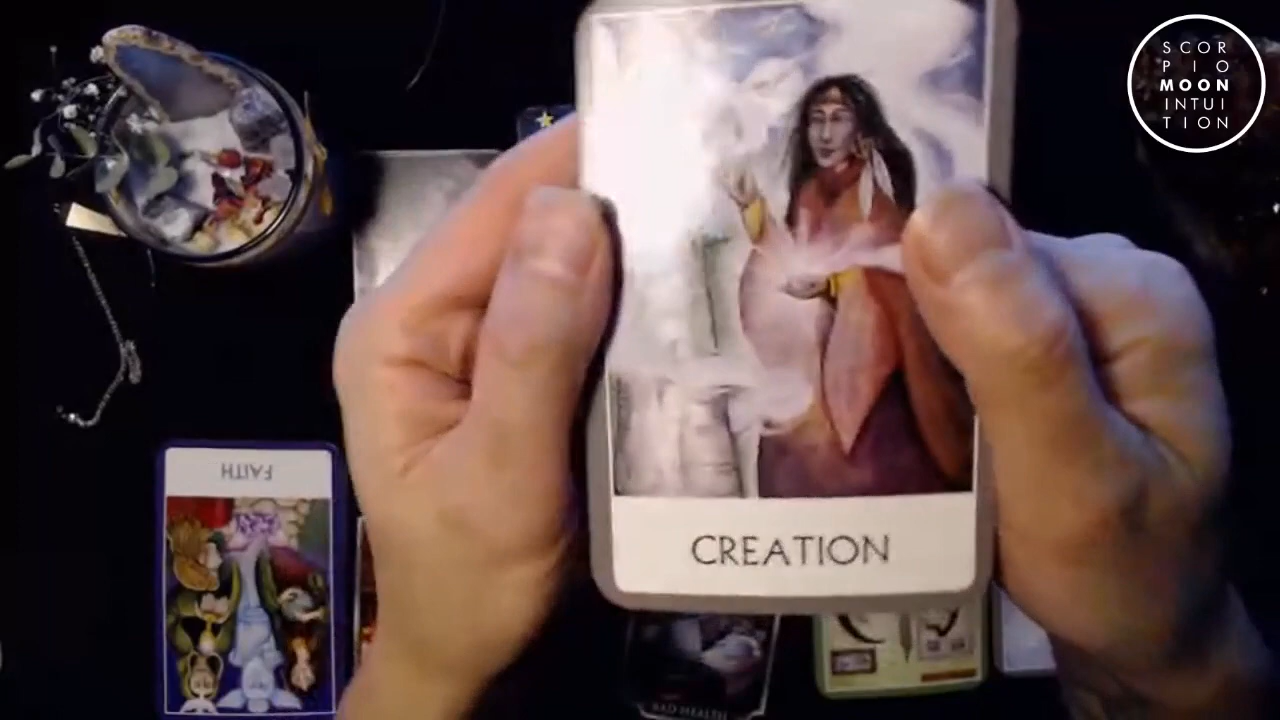 SCOR
PIO
MOON
INTUI
TION
FAITH
CREATION
BAD HEALTH